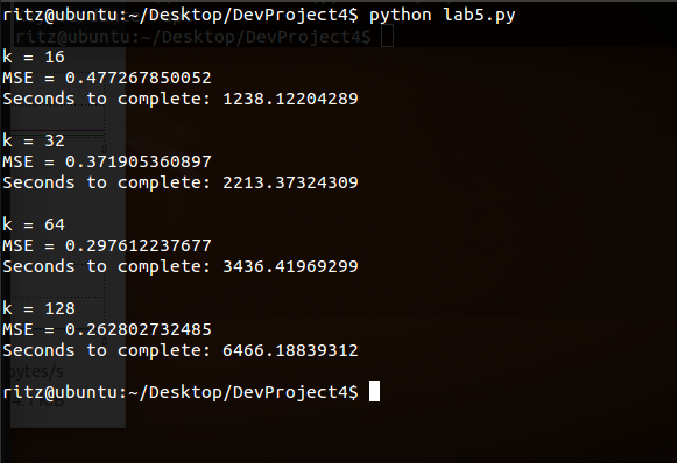 ritz@ubuntu:~/Desktop/DevProject4$ python lab5.py
ritz@ubuntu:~/Desktop/DevProject4$
k = 16
MSE = 0.477267850052
Seconds to complete: 1238.12204289
k = 32
MSE = 0.371905360897
Seconds to complete: 2213.37324309
k = 64
MSE = 0.297612237677
Seconds to complete: 3436.41969299
k = 128
MSE = 0.262802732485
Seconds to complete: 6466.18839312
bytes/s
ritz@ubuntu:~/Desktop/DevProject4$